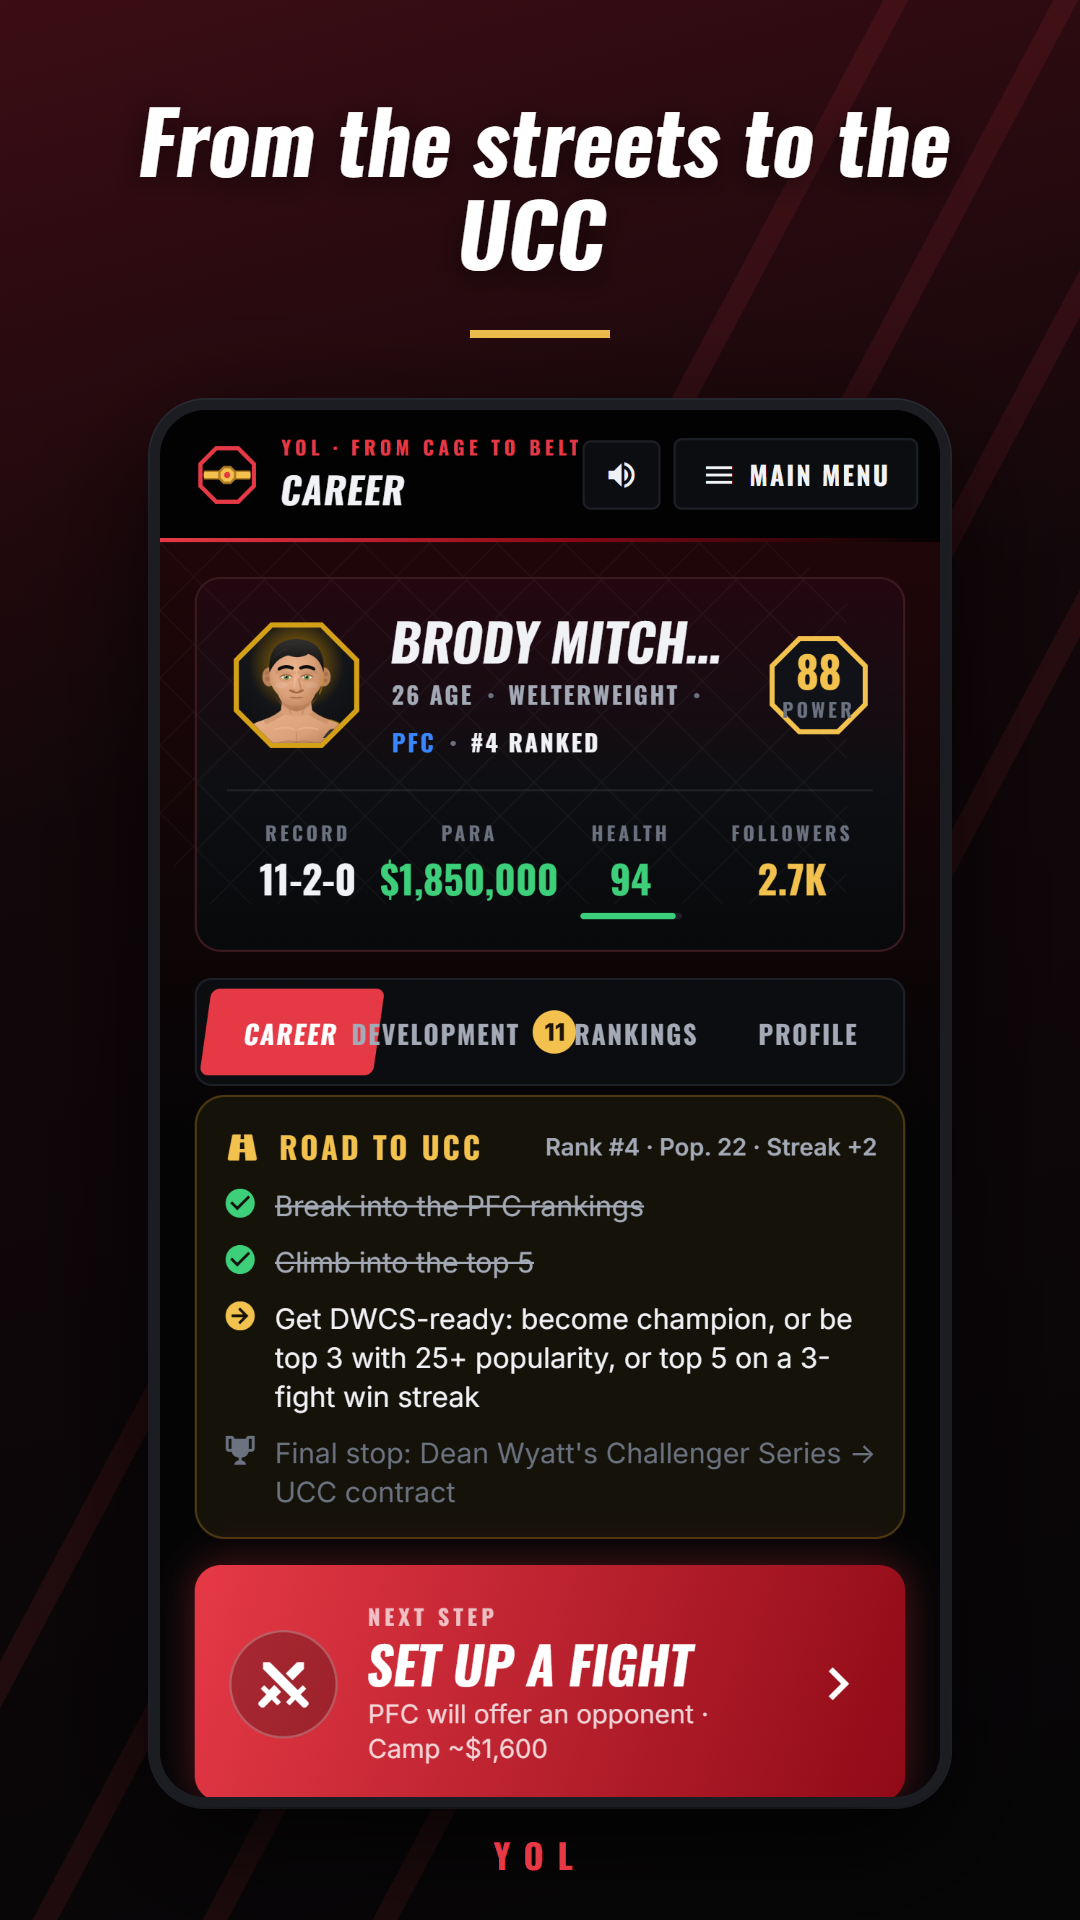 From the streets to the
UCC
YOL · FROM CAGE TO BELT
CAREER
MAIN MENU
BRODY MITCH...
26 AGE · WELTERWEIGHT ·
PFC · #4 RANKED
88
POWER
RECORD PARA HEALTH FOLLOWERS
11-2-0 $1,850,000 94 2.7K
CAREER DEVELOPMENT 11 RANKINGS PROFILE
ROAD TO UCC Rank #4 · Pop. 22 · Streak +2
Break into the PFC rankings
Climb into the top 5
Get DWCS-ready: become champion, or be
top 3 with 25+ popularity, or top 5 on a 3-
fight win streak
Final stop: Dean Wyatt's Challenger Series →
UCC contract
NEXT STEP
SET UP A FIGHT
PFC will offer an opponent ·
Camp ~$1,600
YOL